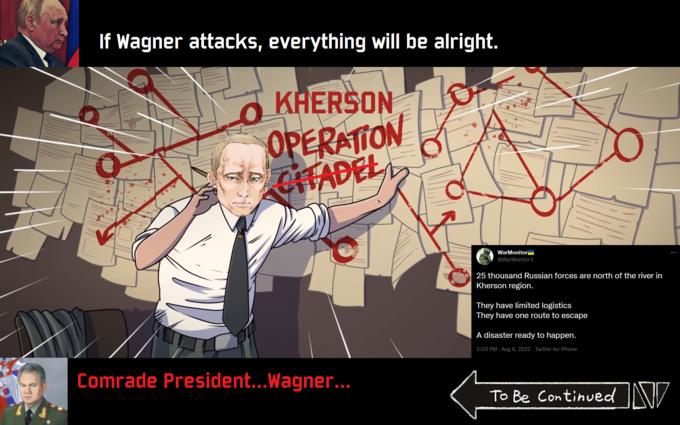 If Wagner attacks, everything will be alright.
KHERSON
OPERATION
CITADEL
WarMonitor🇺🇦
@WarMonitor3
25 thousand Russian forces are north of the river in
Kherson region.
They have limited logistics
They have one route to escape
A disaster ready to happen.
3:03 PM · Aug 6, 2022 · Twitter for iPhone
Comrade President...Wagner...
To Be Continued